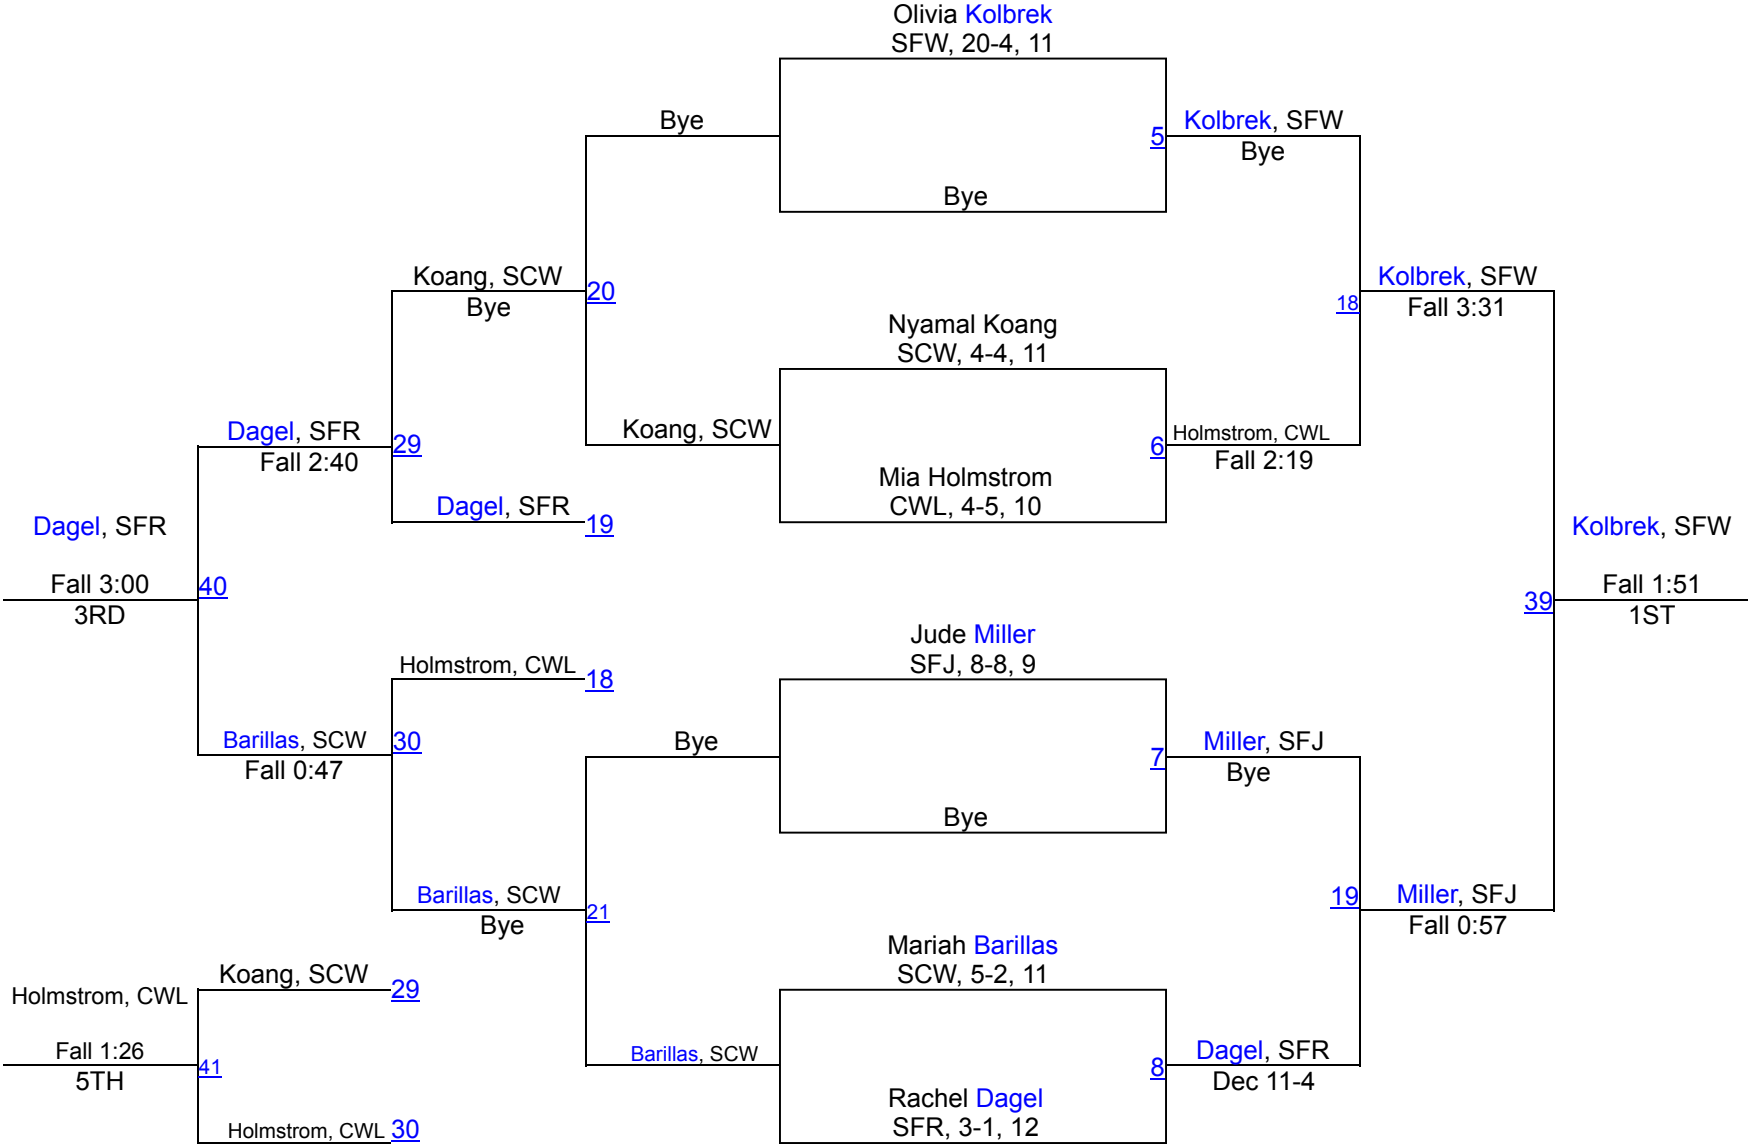 Olivia Kolbrek
SFW, 20-4, 11
Bye
5
Kolbrek, SFW
Bye
Bye
Koang, SCW
Bye
20
Kolbrek, SFW
Fall 3:31
18
Nyamal Koang
SCW, 4-4, 11
Dagel, SFR
Fall 2:40
29
Koang, SCW
6
Holmstrom, CWL
Fall 2:19
Mia Holmstrom
CWL, 4-5, 10
Dagel, SFR
19
Dagel, SFR
Fall 3:00
3RD
40
Kolbrek, SFW
Fall 1:51
1ST
39
Jude Miller
SFJ, 8-8, 9
Holmstrom, CWL
18
Barillas, SCW
Fall 0:47
30
Bye
7
Miller, SFJ
Bye
Bye
Barillas, SCW
Bye
21
19
Miller, SFJ
Fall 0:57
Mariah Barillas
SCW, 5-2, 11
Koang, SCW
29
Holmstrom, CWL
Fall 1:26
5TH
41
Barillas, SCW
8
Dagel, SFR
Dec 11-4
Rachel Dagel
SFR, 3-1, 12
Holmstrom, CWL
30